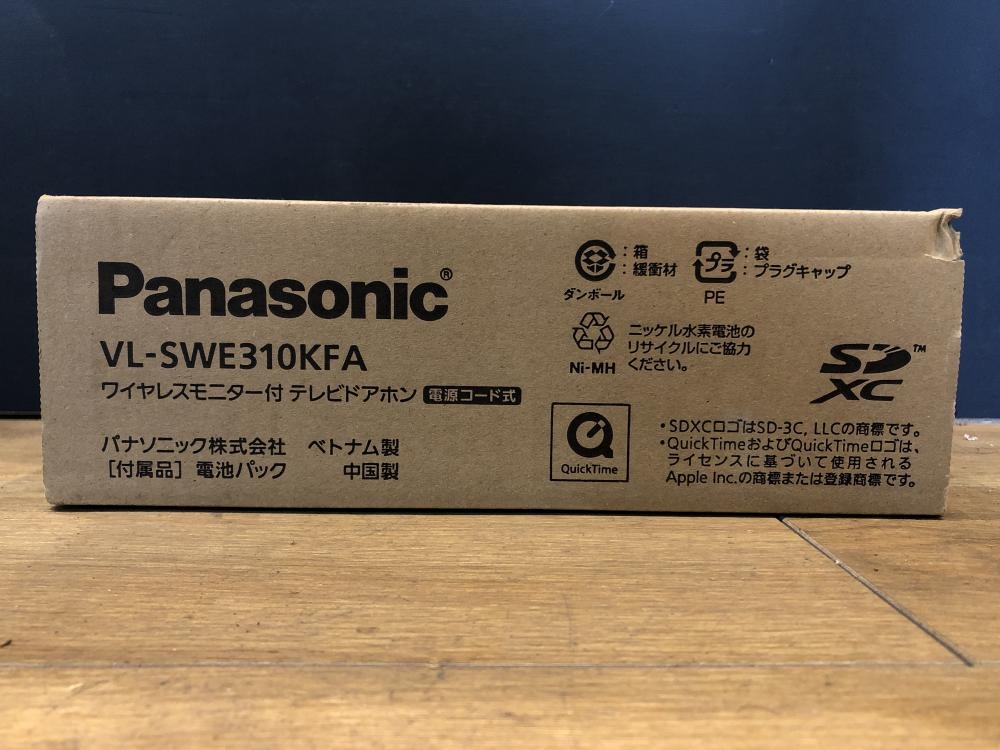 Panasonic®
VL-SWE310KFA
ワイヤレスモニター付 テレビドアホン 電源コード式
パナソニック株式会社 ベトナム製
[付属品] 電池パック 中国製
:箱
:緩衝材
ダンボール
プラ
:袋
:プラグキャップ
PE
Ni-MH
ニッケル水素電池の
リサイクルにご協力
ください。
QuickTime
SD XC™
•SDXCロゴはSD-3C, LLCの商標です。
•QuickTimeおよびQuickTimeロゴは、
ライセンスに基づいて使用される
Apple Inc.の商標または登録商標です。